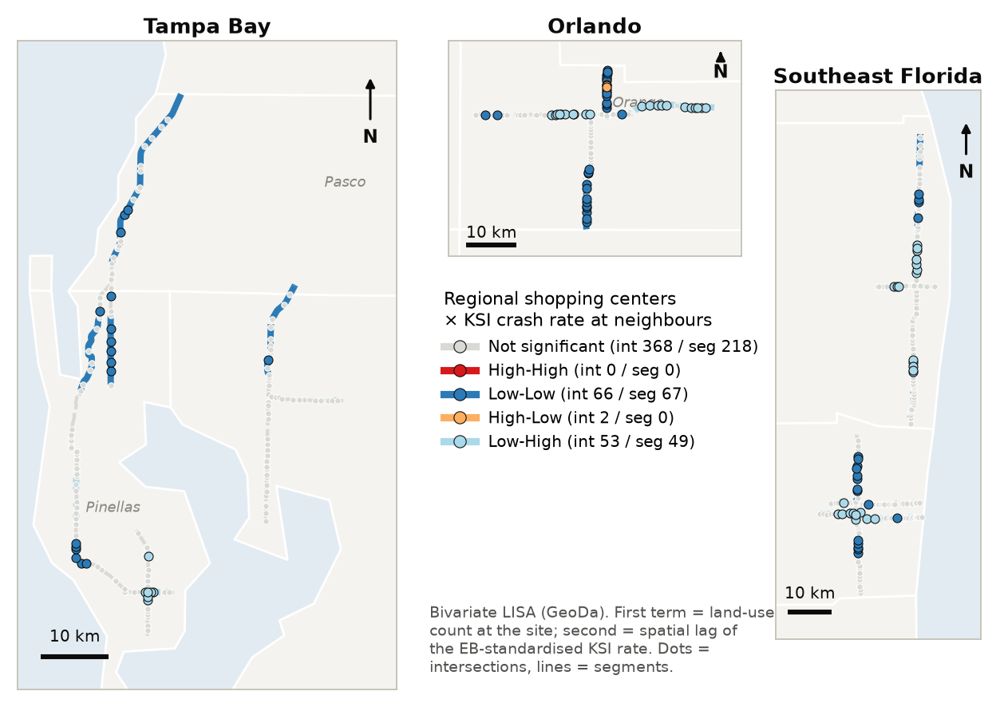 Tampa Bay
Orlando
Southeast Florida
N
N
N
Orange
Pasco
Pinellas
10 km
10 km
10 km
Regional shopping centers
× KSI crash rate at neighbours
Not significant (int 368 / seg 218)
High-High (int 0 / seg 0)
Low-Low (int 66 / seg 67)
High-Low (int 2 / seg 0)
Low-High (int 53 / seg 49)
Bivariate LISA (GeoDa). First term = land-use
count at the site; second = spatial lag of
the EB-standardised KSI rate. Dots =
intersections, lines = segments.